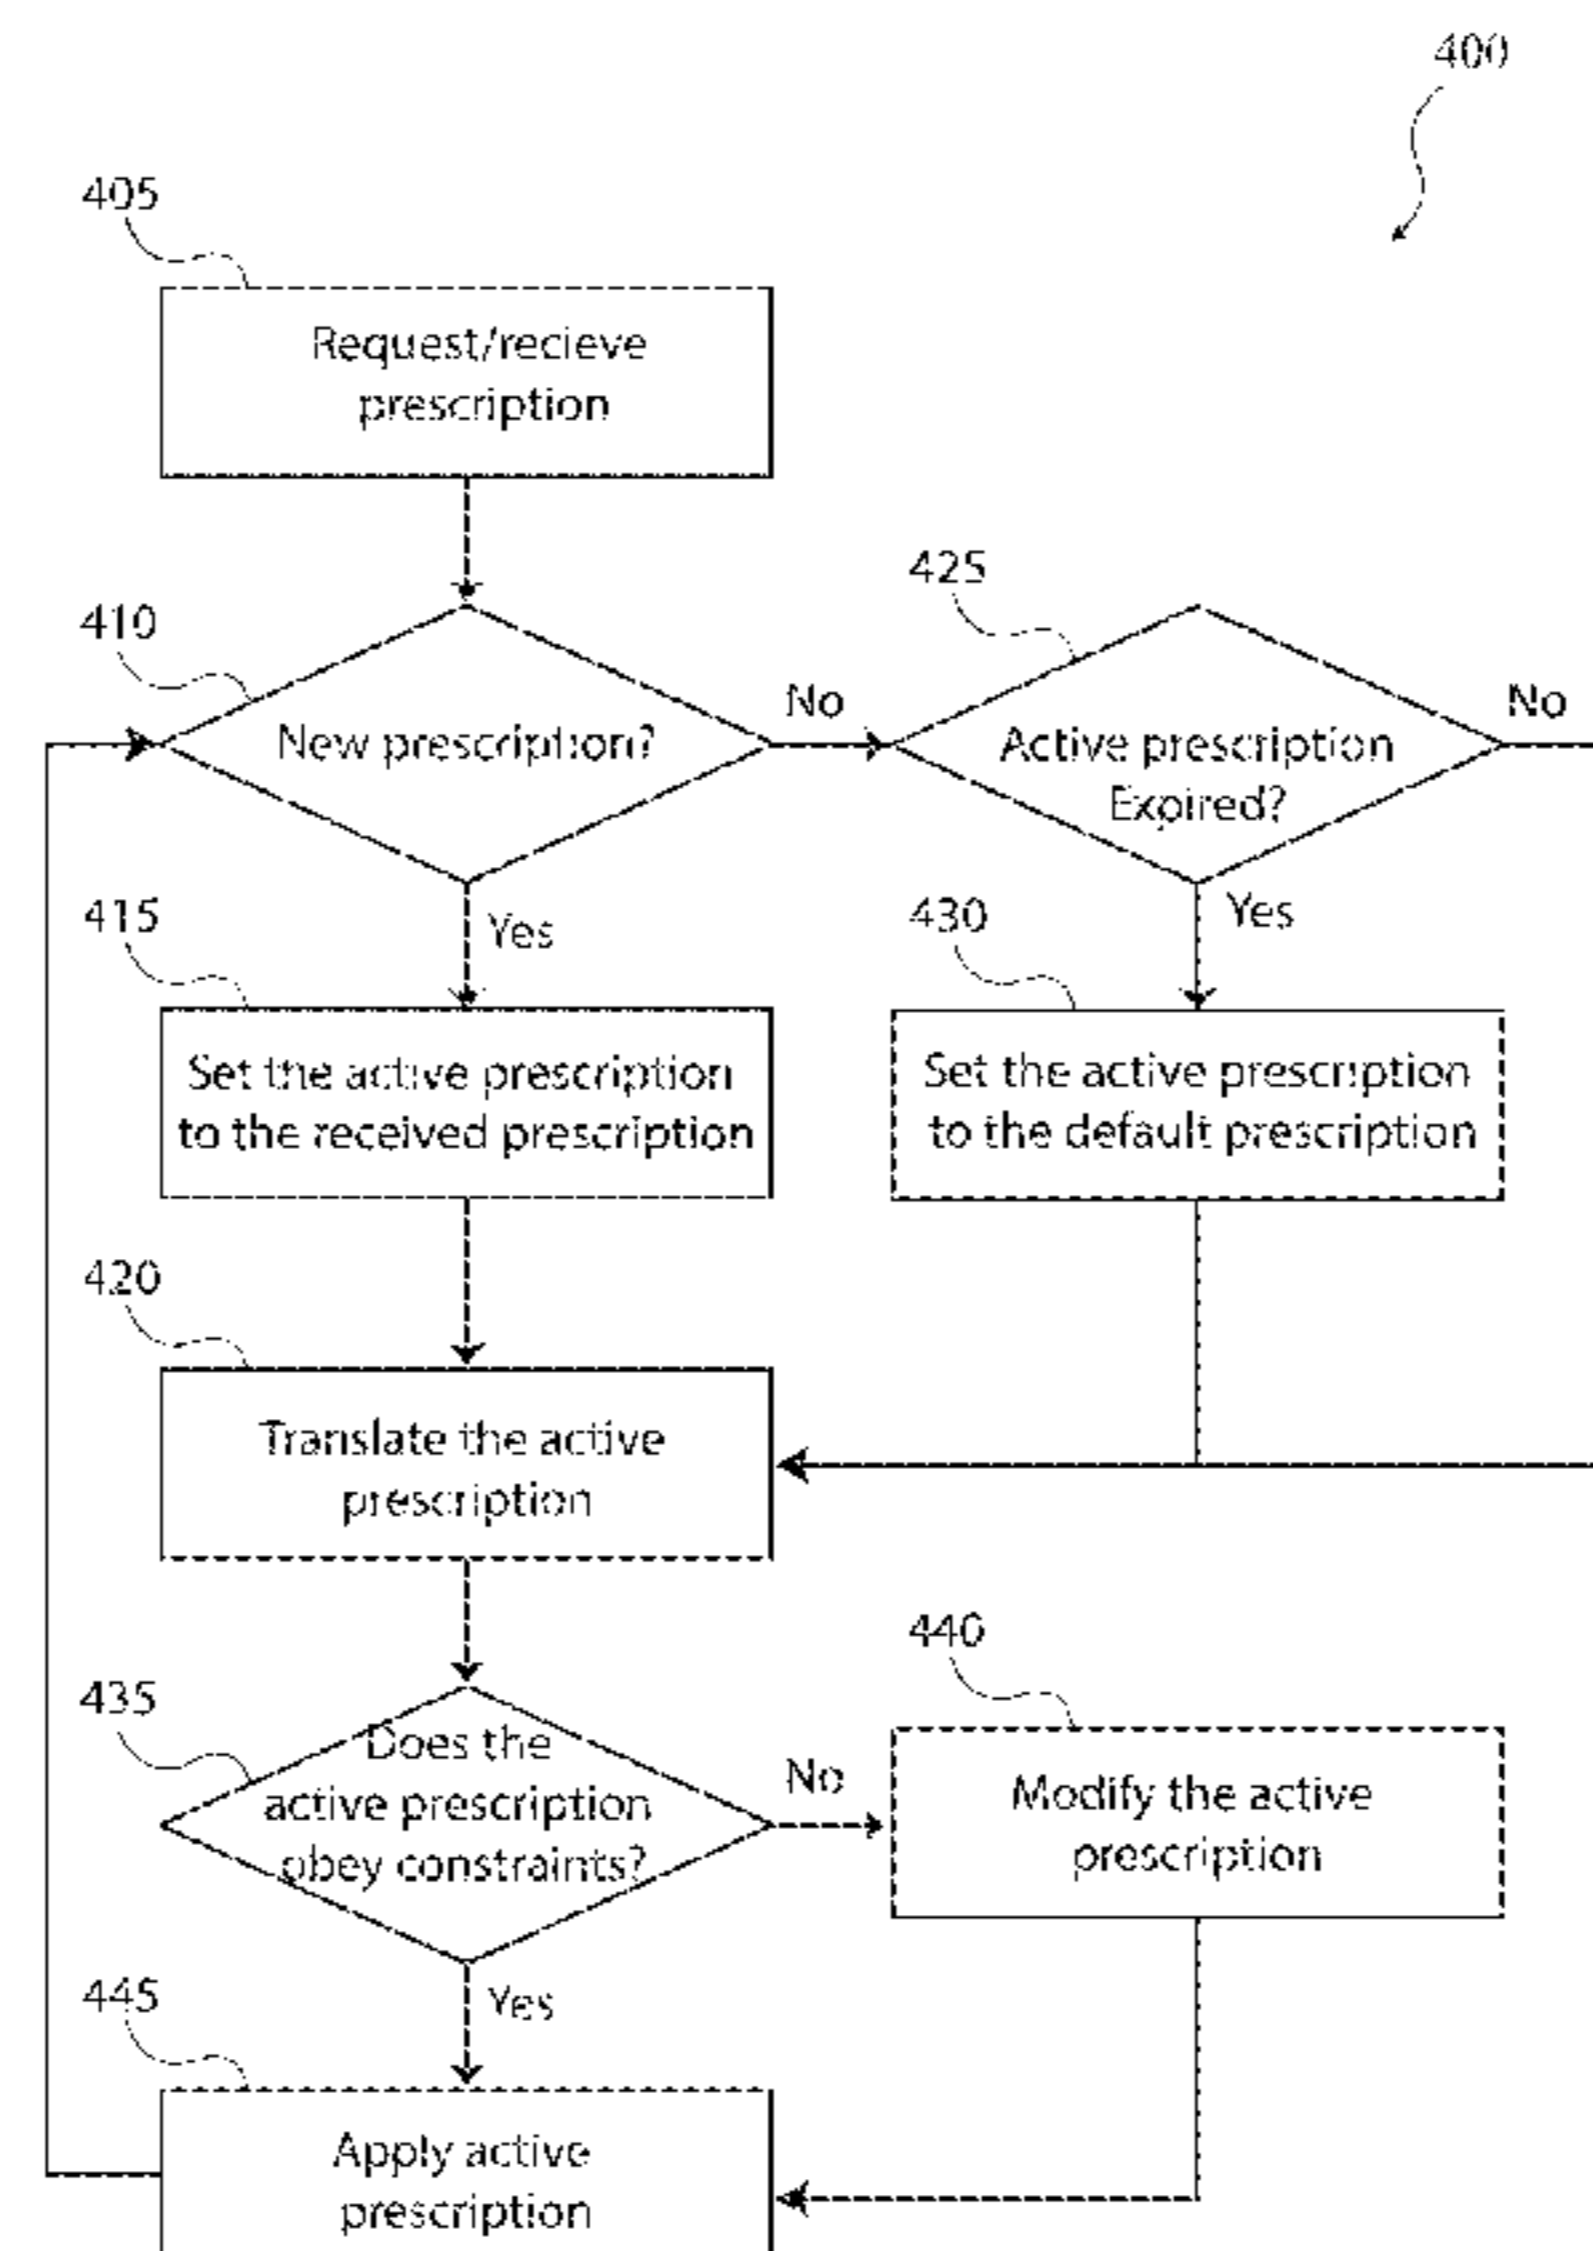 400
405
Request/recieve
prescription
410
New prescription?
No
425
Active prescription
Expired?
No
415
Yes
Set the active prescription
to the received prescription
430
Yes
Set the active prescription
to the default prescription
420
Translate the active
prescription
435
Does the
active prescription
obey constraints?
No
440
Modify the active
prescription
445
Yes
Apply active
prescription